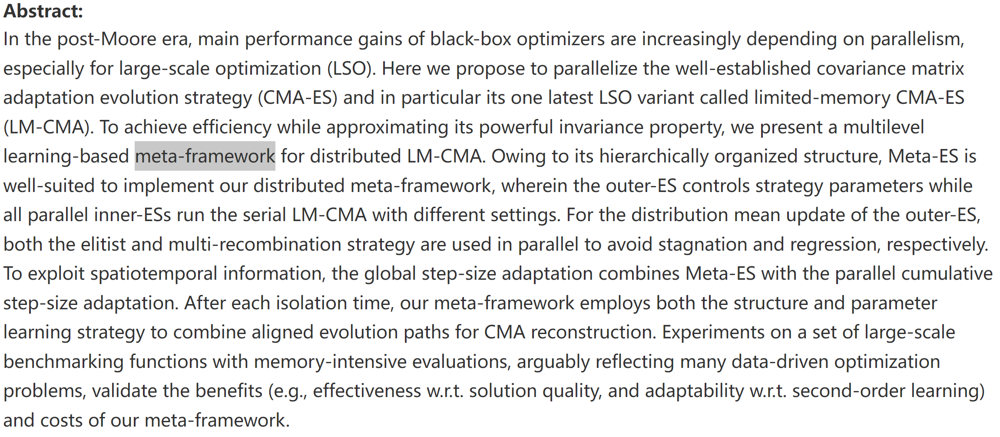 Abstract:
In the post-Moore era, main performance gains of black-box optimizers are increasingly depending on parallelism,
especially for large-scale optimization (LSO). Here we propose to parallelize the well-established covariance matrix
adaptation evolution strategy (CMA-ES) and in particular its one latest LSO variant called limited-memory CMA-ES
(LM-CMA). To achieve efficiency while approximating its powerful invariance property, we present a multilevel
learning-based meta-framework for distributed LM-CMA. Owing to its hierarchically organized structure, Meta-ES is
well-suited to implement our distributed meta-framework, wherein the outer-ES controls strategy parameters while
all parallel inner-ESs run the serial LM-CMA with different settings. For the distribution mean update of the outer-ES,
both the elitist and multi-recombination strategy are used in parallel to avoid stagnation and regression, respectively.
To exploit spatiotemporal information, the global step-size adaptation combines Meta-ES with the parallel cumulative
step-size adaptation. After each isolation time, our meta-framework employs both the structure and parameter
learning strategy to combine aligned evolution paths for CMA reconstruction. Experiments on a set of large-scale
benchmarking functions with memory-intensive evaluations, arguably reflecting many data-driven optimization
problems, validate the benefits (e.g., effectiveness w.r.t. solution quality, and adaptability w.r.t. second-order learning)
and costs of our meta-framework.